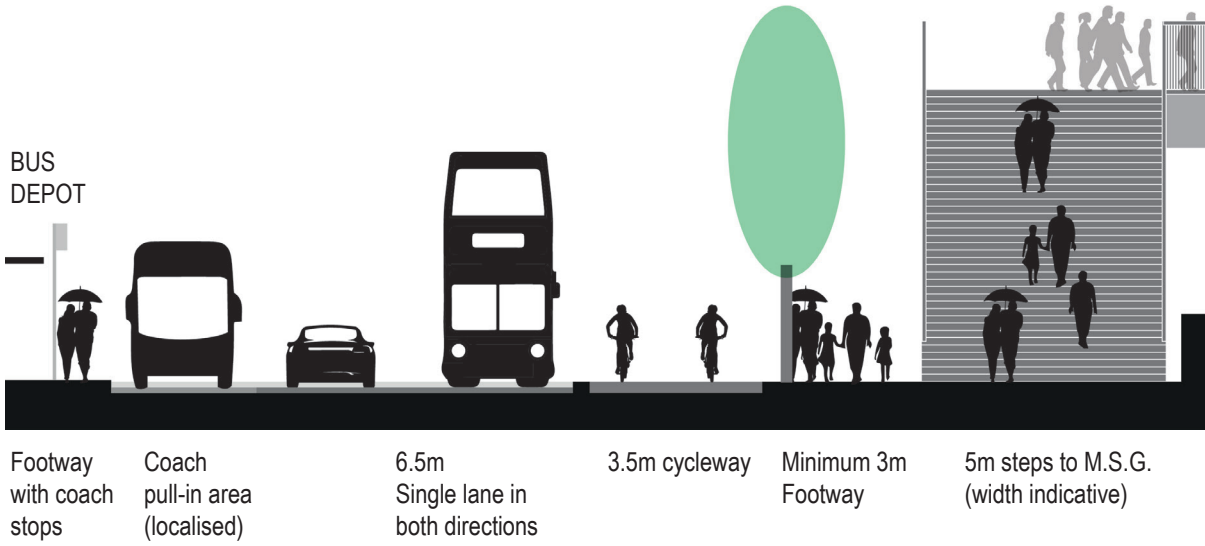 BUS
DEPOT
Footway
with coach
stops
Coach
pull-in area
(localised)
6.5m
Single lane in
both directions
3.5m cycleway
Minimum 3m
Footway
5m steps to M.S.G.
(width indicative)